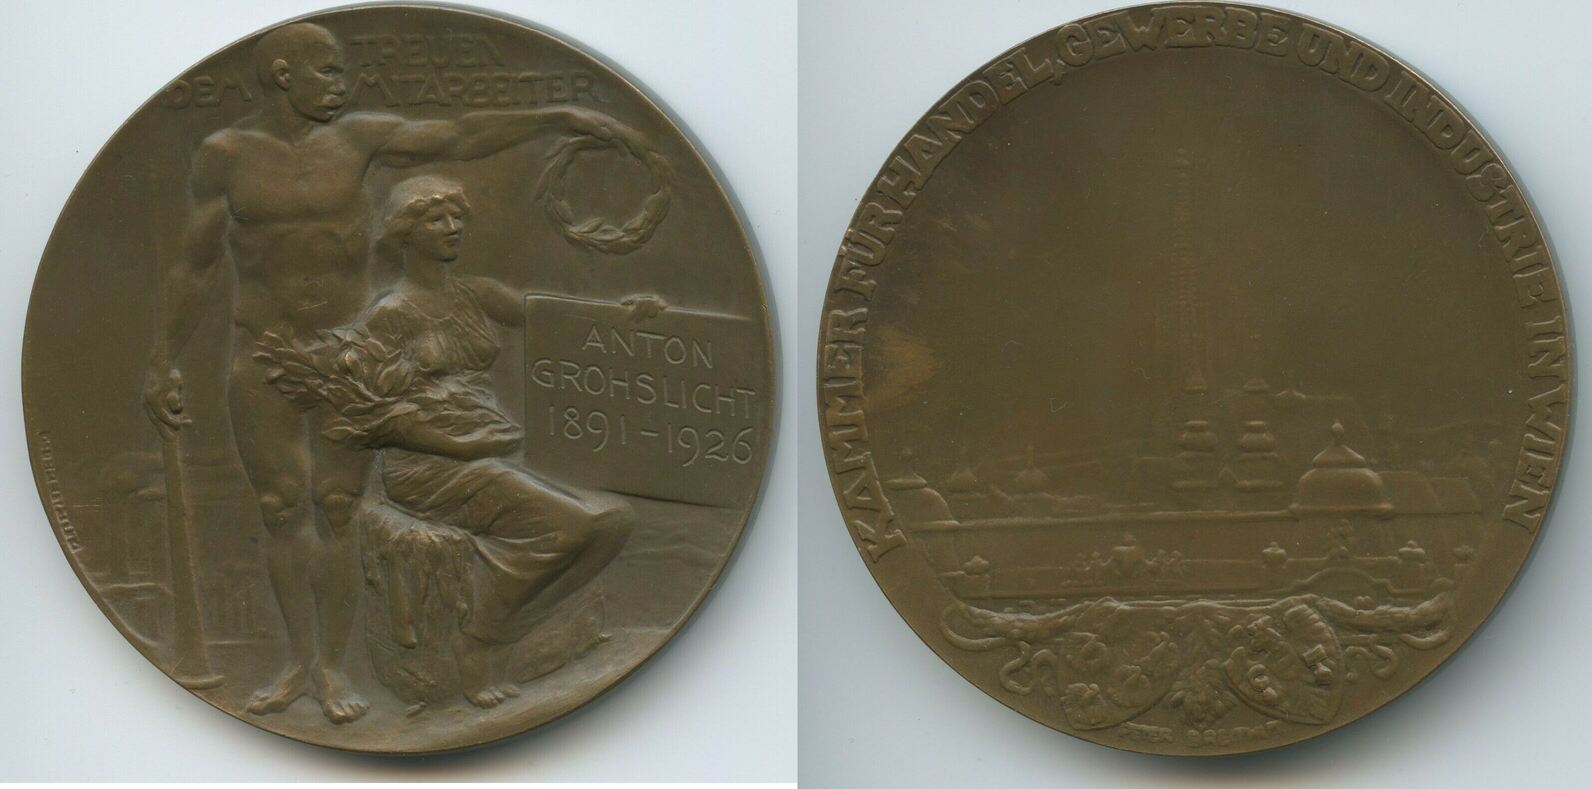 DEM TREUEN
MITARBEITER
ANTON
GROHSLICHT
1891-1926
KAMMER FÜR HANDEL, GEWERBE UND INDUSTRIE IN WIEN
PETER BREITHUT